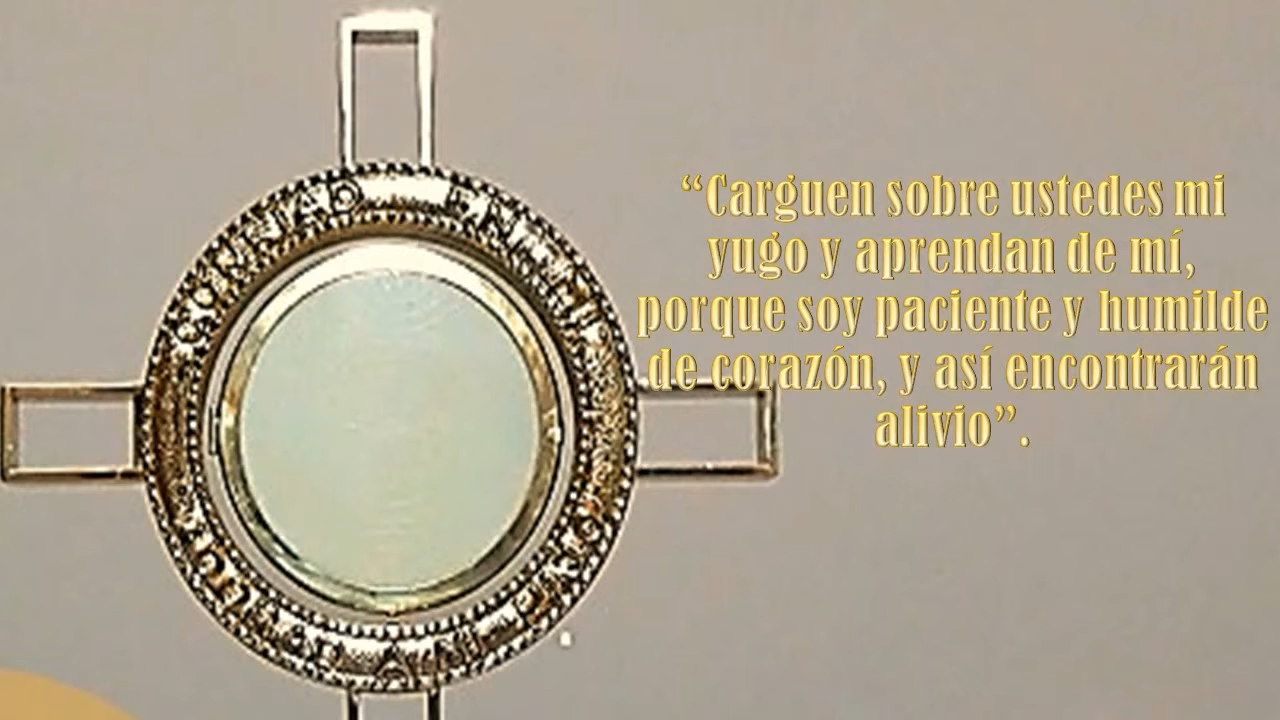 “Carguen sobre ustedes mi
yugo y aprendan de mí,
porque soy paciente y humilde
de corazón, y así encontrarán
alivio”.